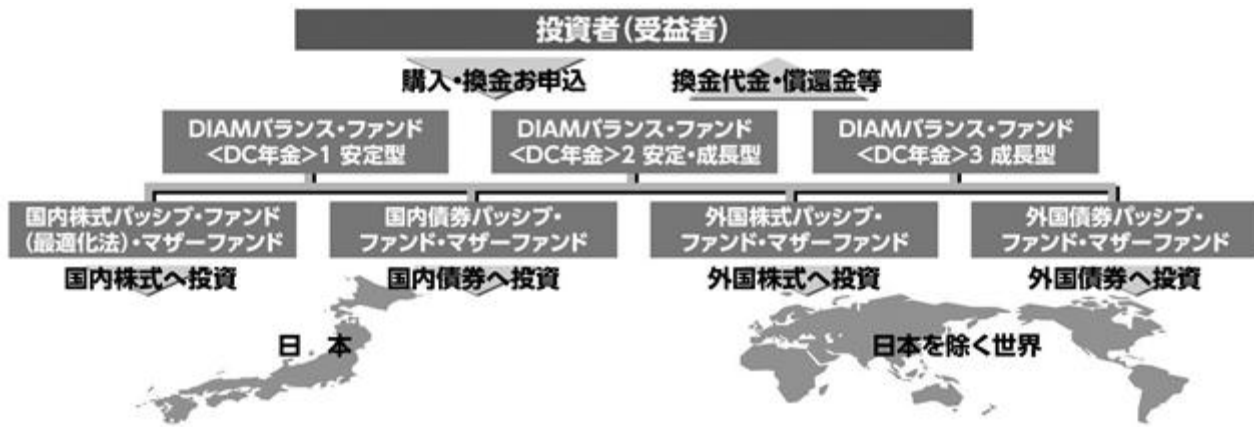 投資者(受益者)
購入・換金お申込
換金代金・償還金等
DIAMバランス・ファンド
<DC年金>1 安定型
DIAMバランス・ファンド
<DC年金>2 安定・成長型
DIAMバランス・ファンド
<DC年金>3 成長型
国内株式パッシブ・ファンド
(最適化法)・マザーファンド
国内債券パッシブ・
ファンド・マザーファンド
外国株式パッシブ・
ファンド・マザーファンド
外国債券パッシブ・
ファンド・マザーファンド
国内株式へ投資
国内債券へ投資
外国株式へ投資
外国債券へ投資
日 本
日本を除く世界